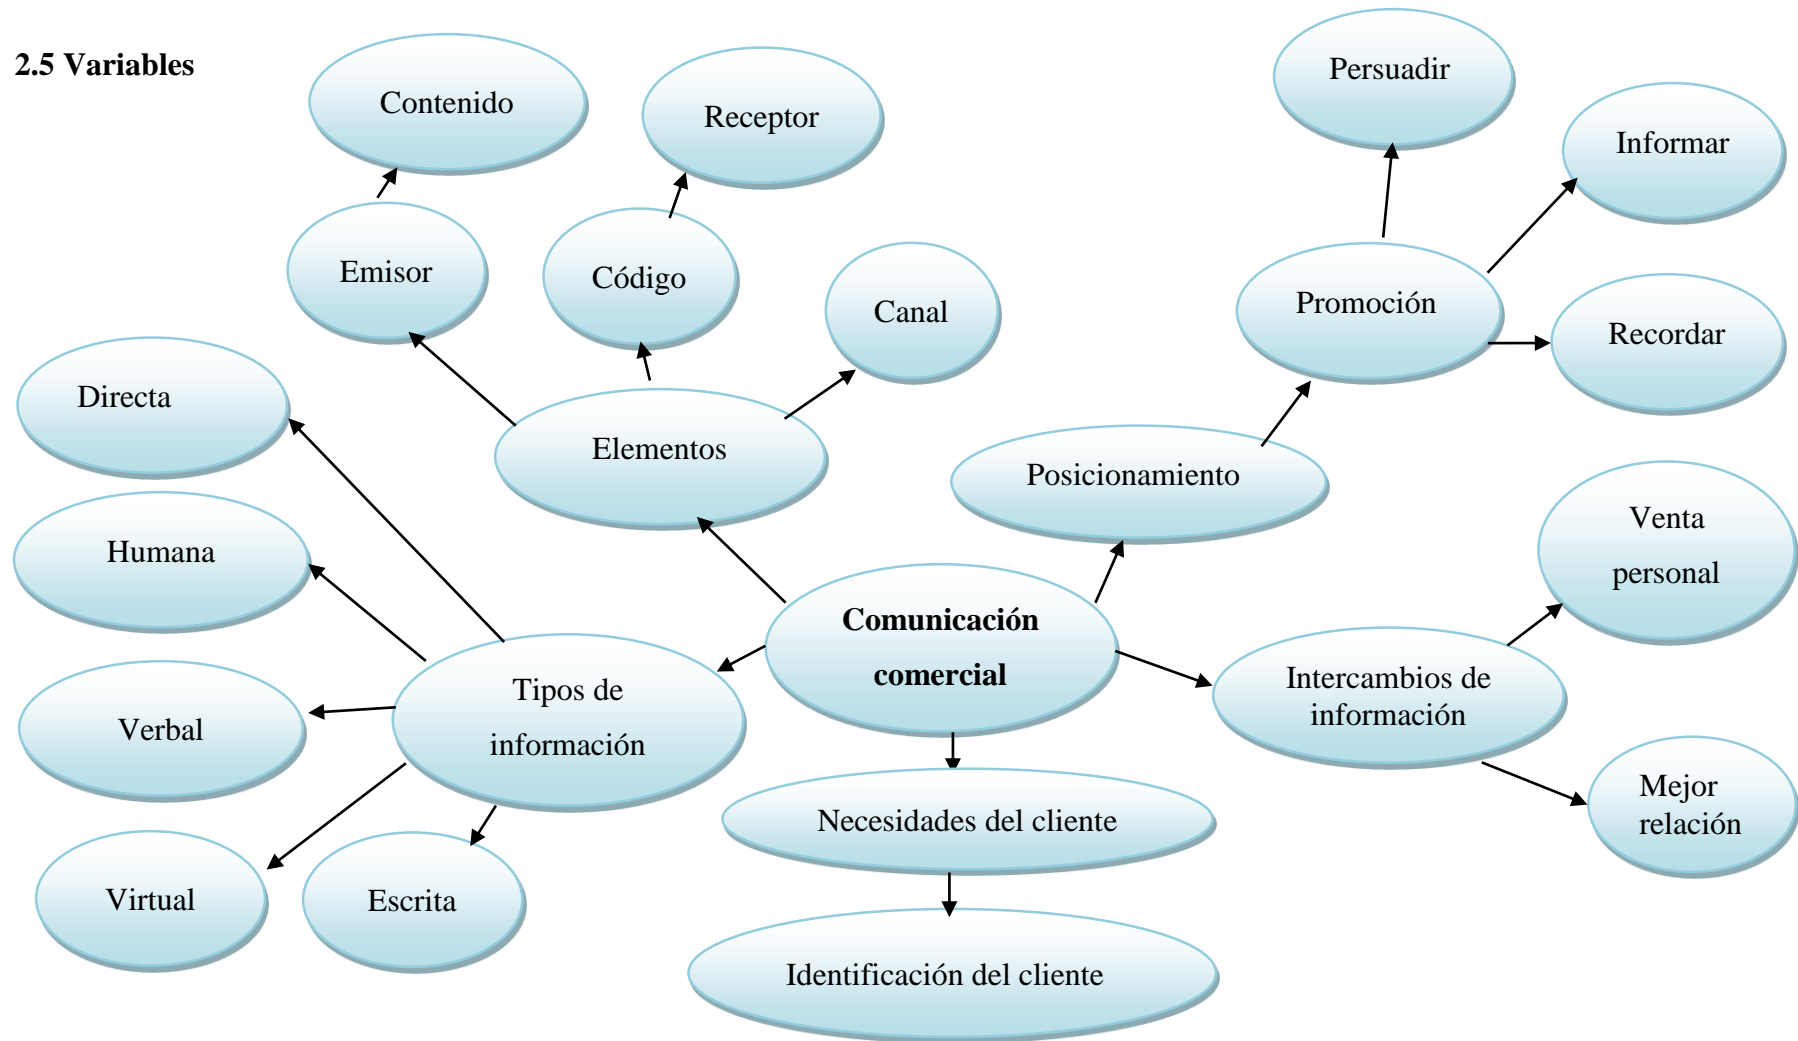 2.5 Variables
Contenido
Receptor
Persuadir
Informar
Emisor
Código
Canal
Promoción
Recordar
Directa
Elementos
Posicionamiento
Venta
personal
Humana
Comunicación
comercial
Intercambios de
información
Tipos de
información
Verbal
Mejor
relación
Necesidades del cliente
Virtual
Escrita
Identificación del cliente